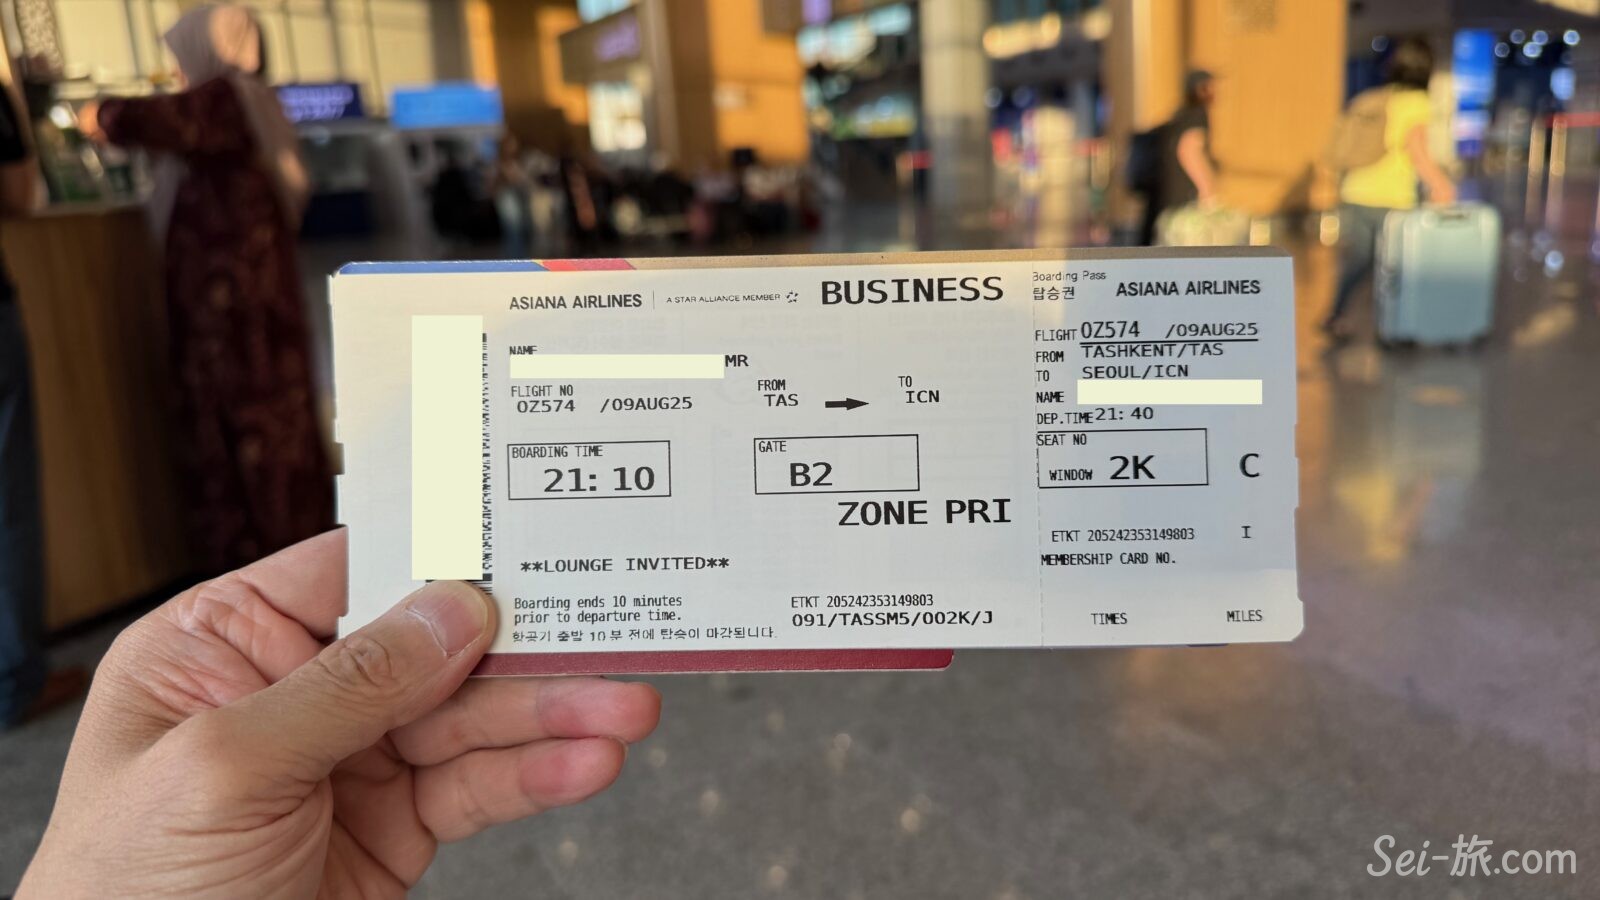 ASIANA AIRLINES A STAR ALLIANCE MEMBER BUSINESS
NAME
MR
FLIGHT NO FROM TO
OZ574 /09AUG25 TAS ICN
BOARDING TIME GATE
21:10 B2
ZONE PRI
**LOUNGE INVITED**
Boarding ends 10 minutes
prior to departure time.
항공기 출발 10 분 전에 탑승이 마감됩니다.
ETKT 205242353149803
091/TASSM5/002K/J
Boarding Pass
탑승권 ASIANA AIRLINES
FLIGHT OZ574 /09AUG25
FROM TASHKENT/TAS
TO SEOUL/ICN
NAME
DEP.TIME 21:40
SEAT NO
WINDOW 2K C
ETKT 205242353149803 I
MEMBERSHIP CARD NO.
TIMES MILES
Sei-旅.com